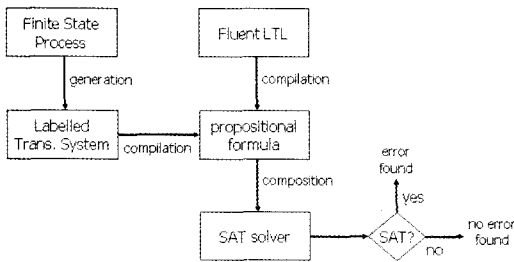 Finite State
Process
Fluent LTL
generation
compilation
Labelled
Trans. System
compilation
propositional
formula
composition
error
found
yes
SAT solver
SAT?
no
no error
found